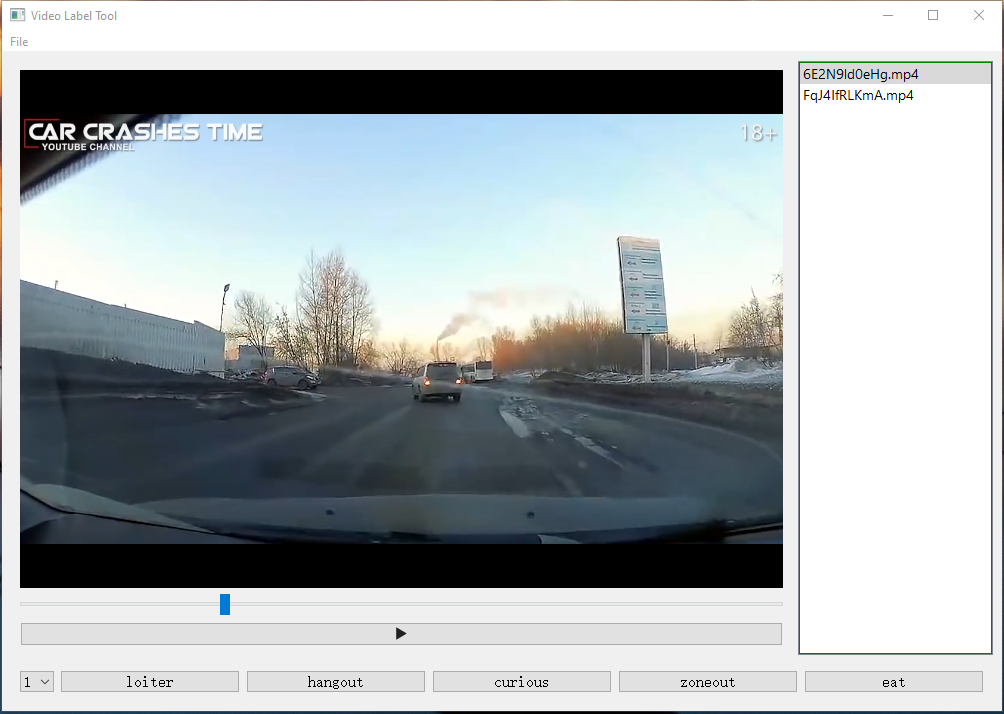 Video Label Tool
File
CAR CRASHES TIME
YOUTUBE CHANNEL
18+
6E2N9ld0eHg.mp4
FqJ4IfRLKmA.mp4
1
loiter
hangout
curious
zoneout
eat